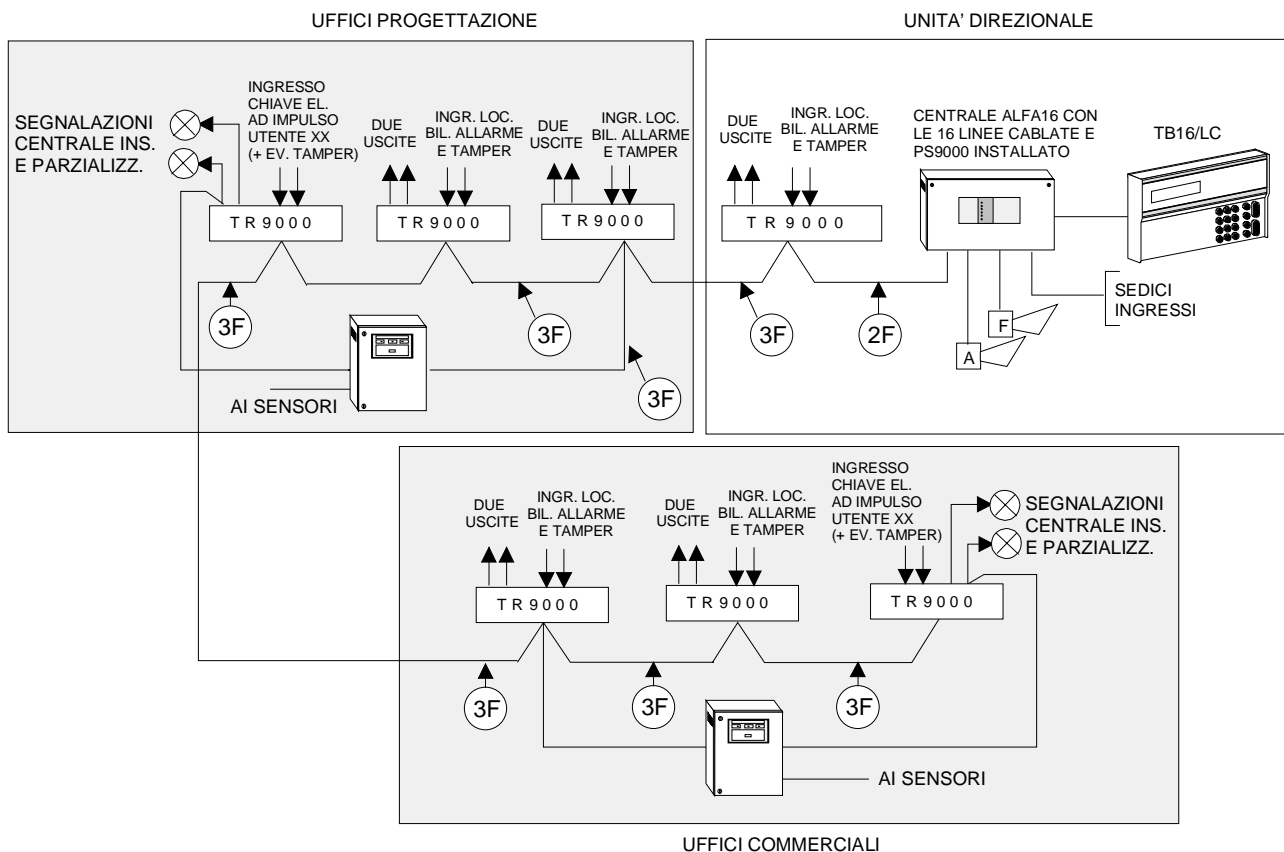 UFFICI PROGETTAZIONE
UNITA' DIREZIONALE
SEGNALAZIONI
CENTRALE INS.
E PARZIALIZZ.
INGRESSO
CHIAVE EL.
AD IMPULSO
UTENTE XX
(+ EV. TAMPER)
DUE
USCITE
INGR. LOC.
BIL. ALLARME
E TAMPER
DUE
USCITE
INGR. LOC.
BIL. ALLARME
E TAMPER
DUE
USCITE
INGR. LOC.
BIL. ALLARME
E TAMPER
CENTRALE ALFA16 CON
LE 16 LINEE CABLATE E
PS9000 INSTALLATO
TB16/LC
TR9000
TR9000
TR9000
TR9000
3F
3F
3F
2F
3F
F
A
SEDICI
INGRESSI
AI SENSORI
DUE
USCITE
INGR. LOC.
BIL. ALLARME
E TAMPER
DUE
USCITE
INGR. LOC.
BIL. ALLARME
E TAMPER
INGRESSO
CHIAVE EL.
AD IMPULSO
UTENTE XX
(+ EV. TAMPER)
SEGNALAZIONI
CENTRALE INS.
E PARZIALIZZ.
TR9000
TR9000
TR9000
3F
3F
3F
AI SENSORI
UFFICI COMMERCIALI